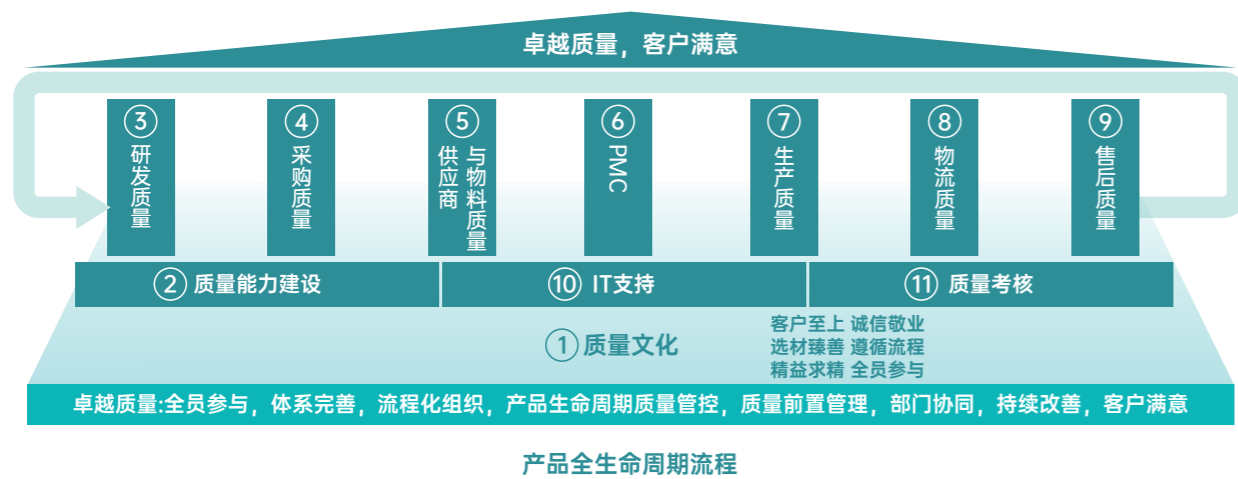 卓越质量，客户满意
③
研发质量
④
采购质量
⑤
供应商
与物料质量
⑥
PMC
⑦
生产质量
⑧
物流质量
⑨
售后质量
② 质量能力建设
⑩ IT支持
⑪ 质量考核
① 质量文化
客户至上 诚信敬业
选材臻善 遵循流程
精益求精 全员参与
卓越质量:全员参与，体系完善，流程化组织，产品生命周期质量管控，质量前置管理，部门协同，持续改善，客户满意
产品全生命周期流程